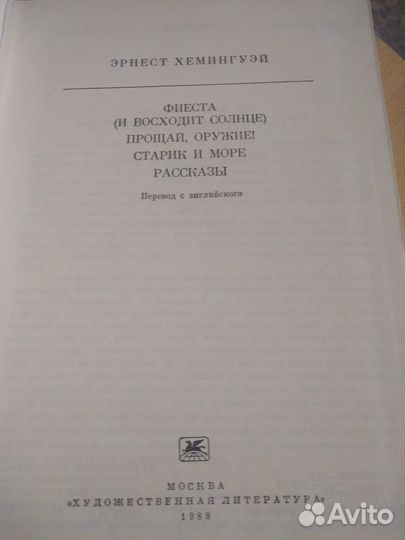 ЭРНЕСТ ХЕМИНГУЭЙ
ФИЕСТА
(И ВОСХОДИТ СОЛНЦЕ)
ПРОЩАЙ, ОРУЖИЕ!
СТАРИК И МОРЕ
РАССКАЗЫ
Перевод с английского
МОСКВА
«ХУДОЖЕСТВЕННАЯ ЛИТЕРАТУРА»
1988
Avito